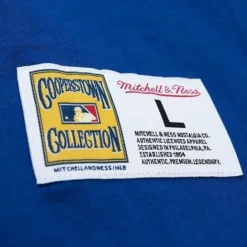 COOPERSTOWN
COLLECTION
MITCHELLANDNESS/MLB
Mitchell & Ness
L
MITCHELL & NESS NOSTALGIA CO.
AUTHENTIC LICENSED APPAREL
DESIGNED IN PHILADELPHIA, PA.
ESTABLISHED 1904
AUTHENTIC, PREMIUM, LEGENDARY.